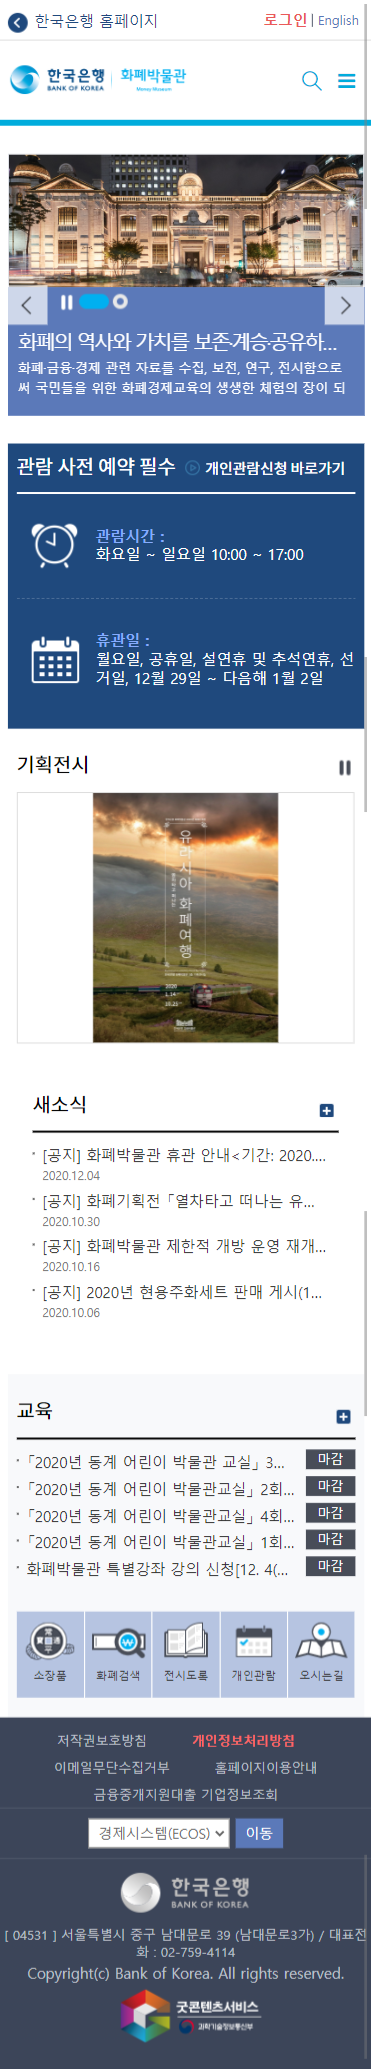 한국은행 홈페이지
로그인 | English
한국은행
BANK OF KOREA
화폐박물관
Money Museum
화폐의 역사와 가치를 보존·계승·공유하...
화폐·금융·경제 관련 자료를 수집, 보전, 연구, 전시함으로
써 국민들을 위한 화폐경제교육의 생생한 체험의 장이 되
관람 사전 예약 필수 개인관람신청 바로가기
관람시간 :
화요일 ~ 일요일 10:00 ~ 17:00
휴관일 :
월요일, 공휴일, 설연휴 및 추석연휴, 선
거일, 12월 29일 ~ 다음해 1월 2일
기획전시
유라시아 화폐여행
2020
새소식
[공지] 화폐박물관 휴관 안내<기간: 2020....
2020.12.04
[공지] 화폐기획전 「열차타고 떠나는 유...
2020.10.30
[공지] 화폐박물관 제한적 개방 운영 재개...
2020.10.16
[공지] 2020년 현용주화세트 판매 게시(1...
2020.10.06
교육
「2020년 동계 어린이 박물관 교실」 3... 마감
「2020년 동계 어린이 박물관교실」 2회... 마감
「2020년 동계 어린이 박물관교실」 4회... 마감
「2020년 동계 어린이 박물관교실」 1회... 마감
화폐박물관 특별강좌 강의 신청[12. 4(... 마감
소장품 화폐검색 전시도록 개인관람 오시는길
저작권보호방침 개인정보처리방침
이메일무단수집거부 홈페이지이용안내
금융중개지원대출 기업정보조회
경제시스템(ECOS) 이동
한국은행
BANK OF KOREA
[ 04531 ] 서울특별시 중구 남대문로 39 (남대문로3가) / 대표전
화 : 02-759-4114
Copyright(c) Bank of Korea. All rights reserved.
굿콘텐츠서비스
과학기술정보통신부